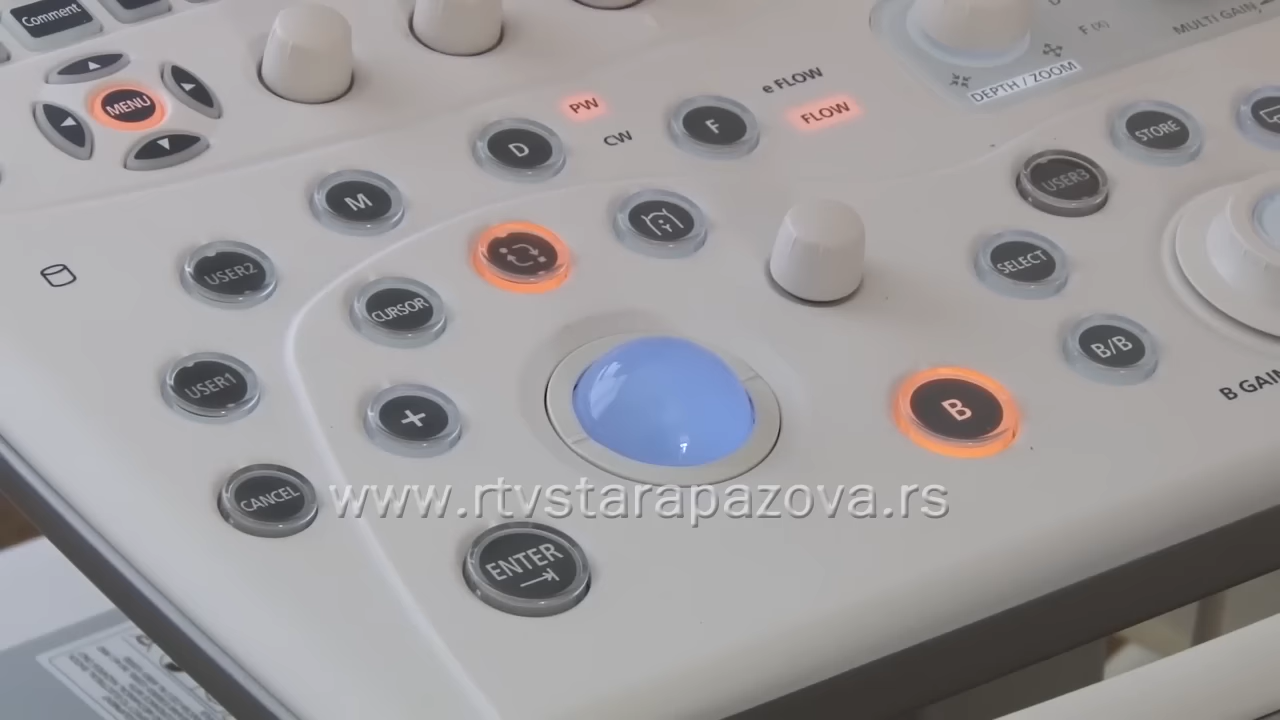 Comment
MENU
PW
CW
D
F
e FLOW
FLOW
F (X)
MULTI GAIN
DEPTH / ZOOM
STORE
USER3
M
SELECT
USER2
CURSOR
B/B
USER1
+
B
B GAIN
CANCEL
www.rtvstarapazova.rs
ENTER